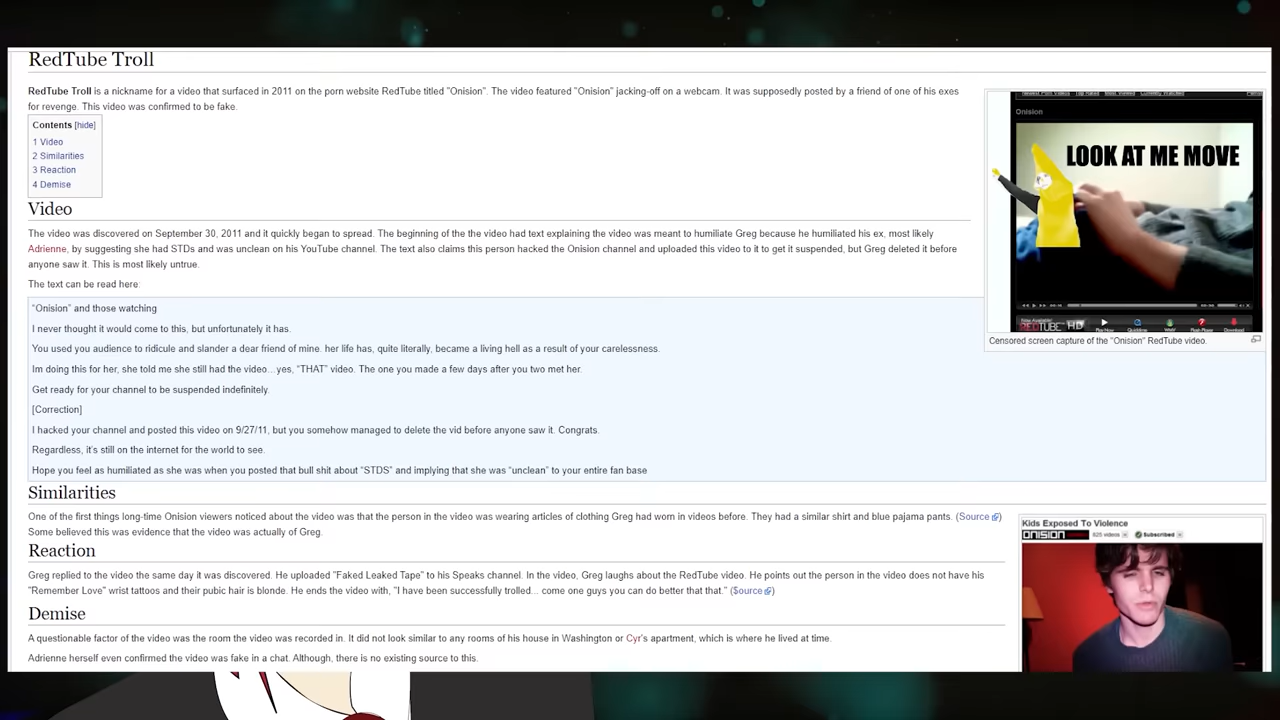 RedTube Troll
RedTube Troll is a nickname for a video that surfaced in 2011 on the porn website RedTube titled "Onision". The video featured "Onision" jacking-off on a webcam. It was supposedly posted by a friend of one of his exes
for revenge. This video was confirmed to be fake.
Contents [hide]
1 Video
2 Similarities
3 Reaction
4 Demise
Onision
LOOK AT ME MOVE
REDTUBE HD
Play Now
Download
Censored screen capture of the "Onision" RedTube video.
Video
The video was discovered on September 30, 2011 and it quickly began to spread. The beginning of the the video had text explaining the video was meant to humiliate Greg because he humiliated his ex, most likely
Adrienne, by suggesting she had STDs and was unclean on his YouTube channel. The text also claims this person hacked the Onision channel and uploaded this video to it to get it suspended, but Greg deleted it before
anyone saw it. This is most likely untrue.
The text can be read here:
"Onision" and those watching
I never thought it would come to this, but unfortunately it has.
You used you audience to ridicule and slander a dear friend of mine. her life has, quite literally, became a living hell as a result of your carelessness.
Im doing this for her, she told me she still had the video...yes, "THAT" video. The one you made a few days after you two met her.
Get ready for your channel to be suspended indefinitely.
[Correction]
I hacked your channel and posted this video on 9/27/11, but you somehow managed to delete the vid before anyone saw it. Congrats.
Regardless, it's still on the internet for the world to see.
Hope you feel as humiliated as she was when you posted that bull shit about "STDS" and implying that she was "unclean" to your entire fan base
Similarities
One of the first things long-time Onision viewers noticed about the video was that the person in the video was wearing articles of clothing Greg had worn in videos before. They had a similar shirt and blue pajama pants. (Source)
Some believed this was evidence that the video was actually of Greg.
Kids Exposed To Violence
ONISION 625 videos Subscribed
Reaction
Greg replied to the video the same day it was discovered. He uploaded "Faked Leaked Tape" to his Speaks channel. In the video, Greg laughs about the RedTube video. He points out the person in the video does not have his
"Remember Love" wrist tattoos and their pubic hair is blonde. He ends the video with, "I have been successfully trolled... come one guys you can do better that that." (Source)
Demise
A questionable factor of the video was the room the video was recorded in. It did not look similar to any rooms of his house in Washington or Cyr's apartment, which is where he lived at time.
Adrienne herself even confirmed the video was fake in a chat. Although, there is no existing source to this.